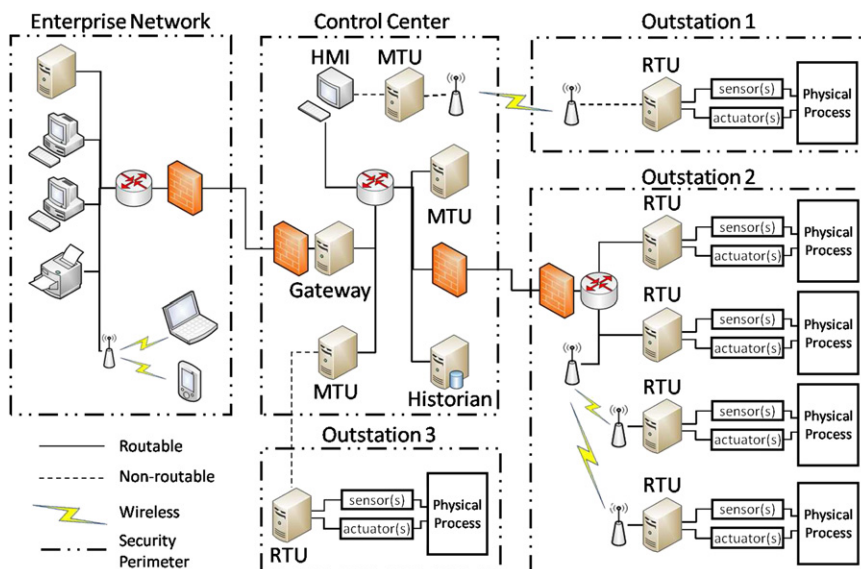 Enterprise Network
Control Center
HMI
MTU
MTU
Gateway
MTU
Historian
Outstation 1
RTU
sensor(s)
actuator(s)
Physical
Process
Outstation 2
RTU
sensor(s)
actuator(s)
Physical
Process
RTU
sensor(s)
actuator(s)
Physical
Process
RTU
sensor(s)
actuator(s)
Physical
Process
RTU
sensor(s)
actuator(s)
Physical
Process
Outstation 3
RTU
sensor(s)
actuator(s)
Physical
Process
Routable
Non-routable
Wireless
Security
Perimeter